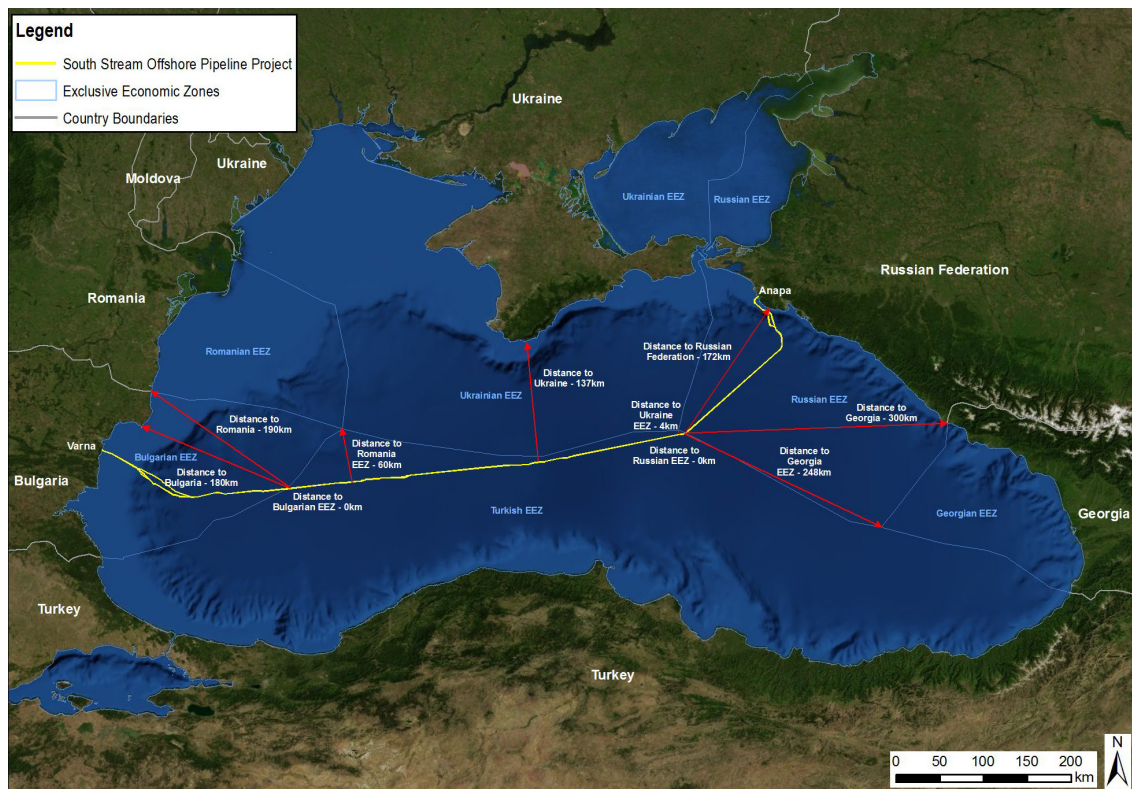 Legend
South Stream Offshore Pipeline Project
Exclusive Economic Zones
Country Boundaries
Ukraine
Ukraine
Moldova
Ukrainian EEZ
Russian EEZ
Russian Federation
Romania
Anapa
Romanian EEZ
Distance to Russian
Federation - 172km
Distance to
Ukraine - 137km
Ukrainian EEZ
Russian EEZ
Distance to
Georgia - 300km
Distance to
Romania - 190km
Distance to
Ukraine
EEZ - 4km
Varna
Bulgarian EEZ
Distance to
Romania
EEZ - 60km
Distance to
Russian EEZ - 0km
Distance to
Georgia
EEZ - 248km
Bulgaria
Distance to
Bulgaria - 180km
Distance to
Bulgarian EEZ - 0km
Turkish EEZ
Georgian EEZ
Georgia
Turkey
Turkey
N
0 50 100 150 200
km